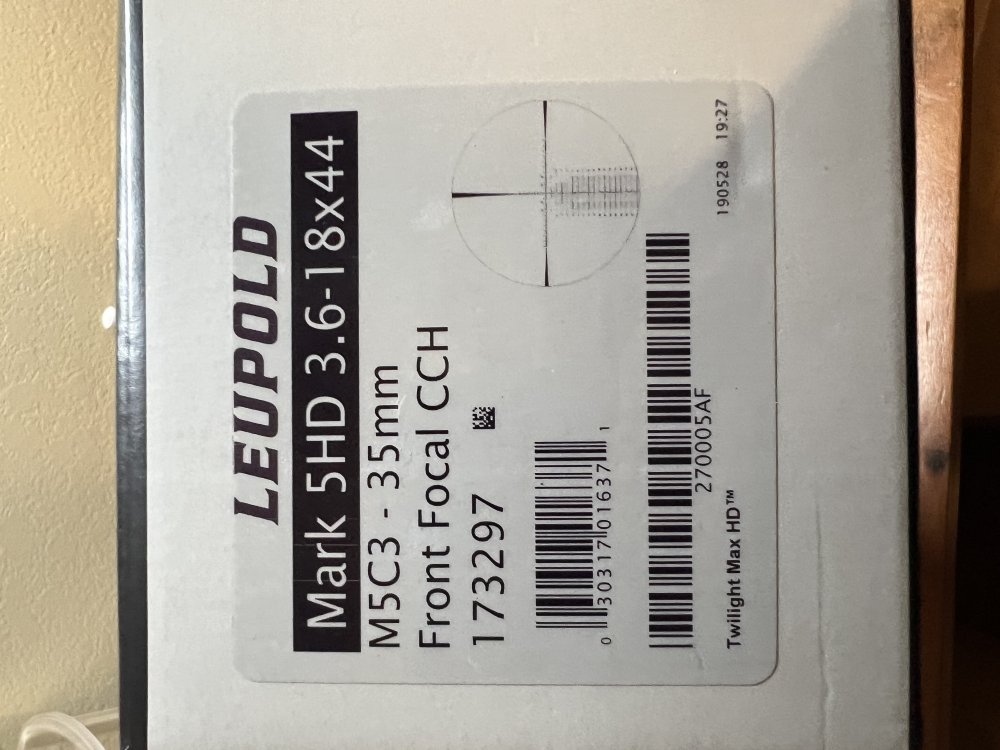 LEUPOLD
Mark 5HD 3.6-18x44
M5C3 - 35mm
Front Focal CCH
173297
0 30317 01637 1
270005AF
Twilight Max HD™
190528 19:27